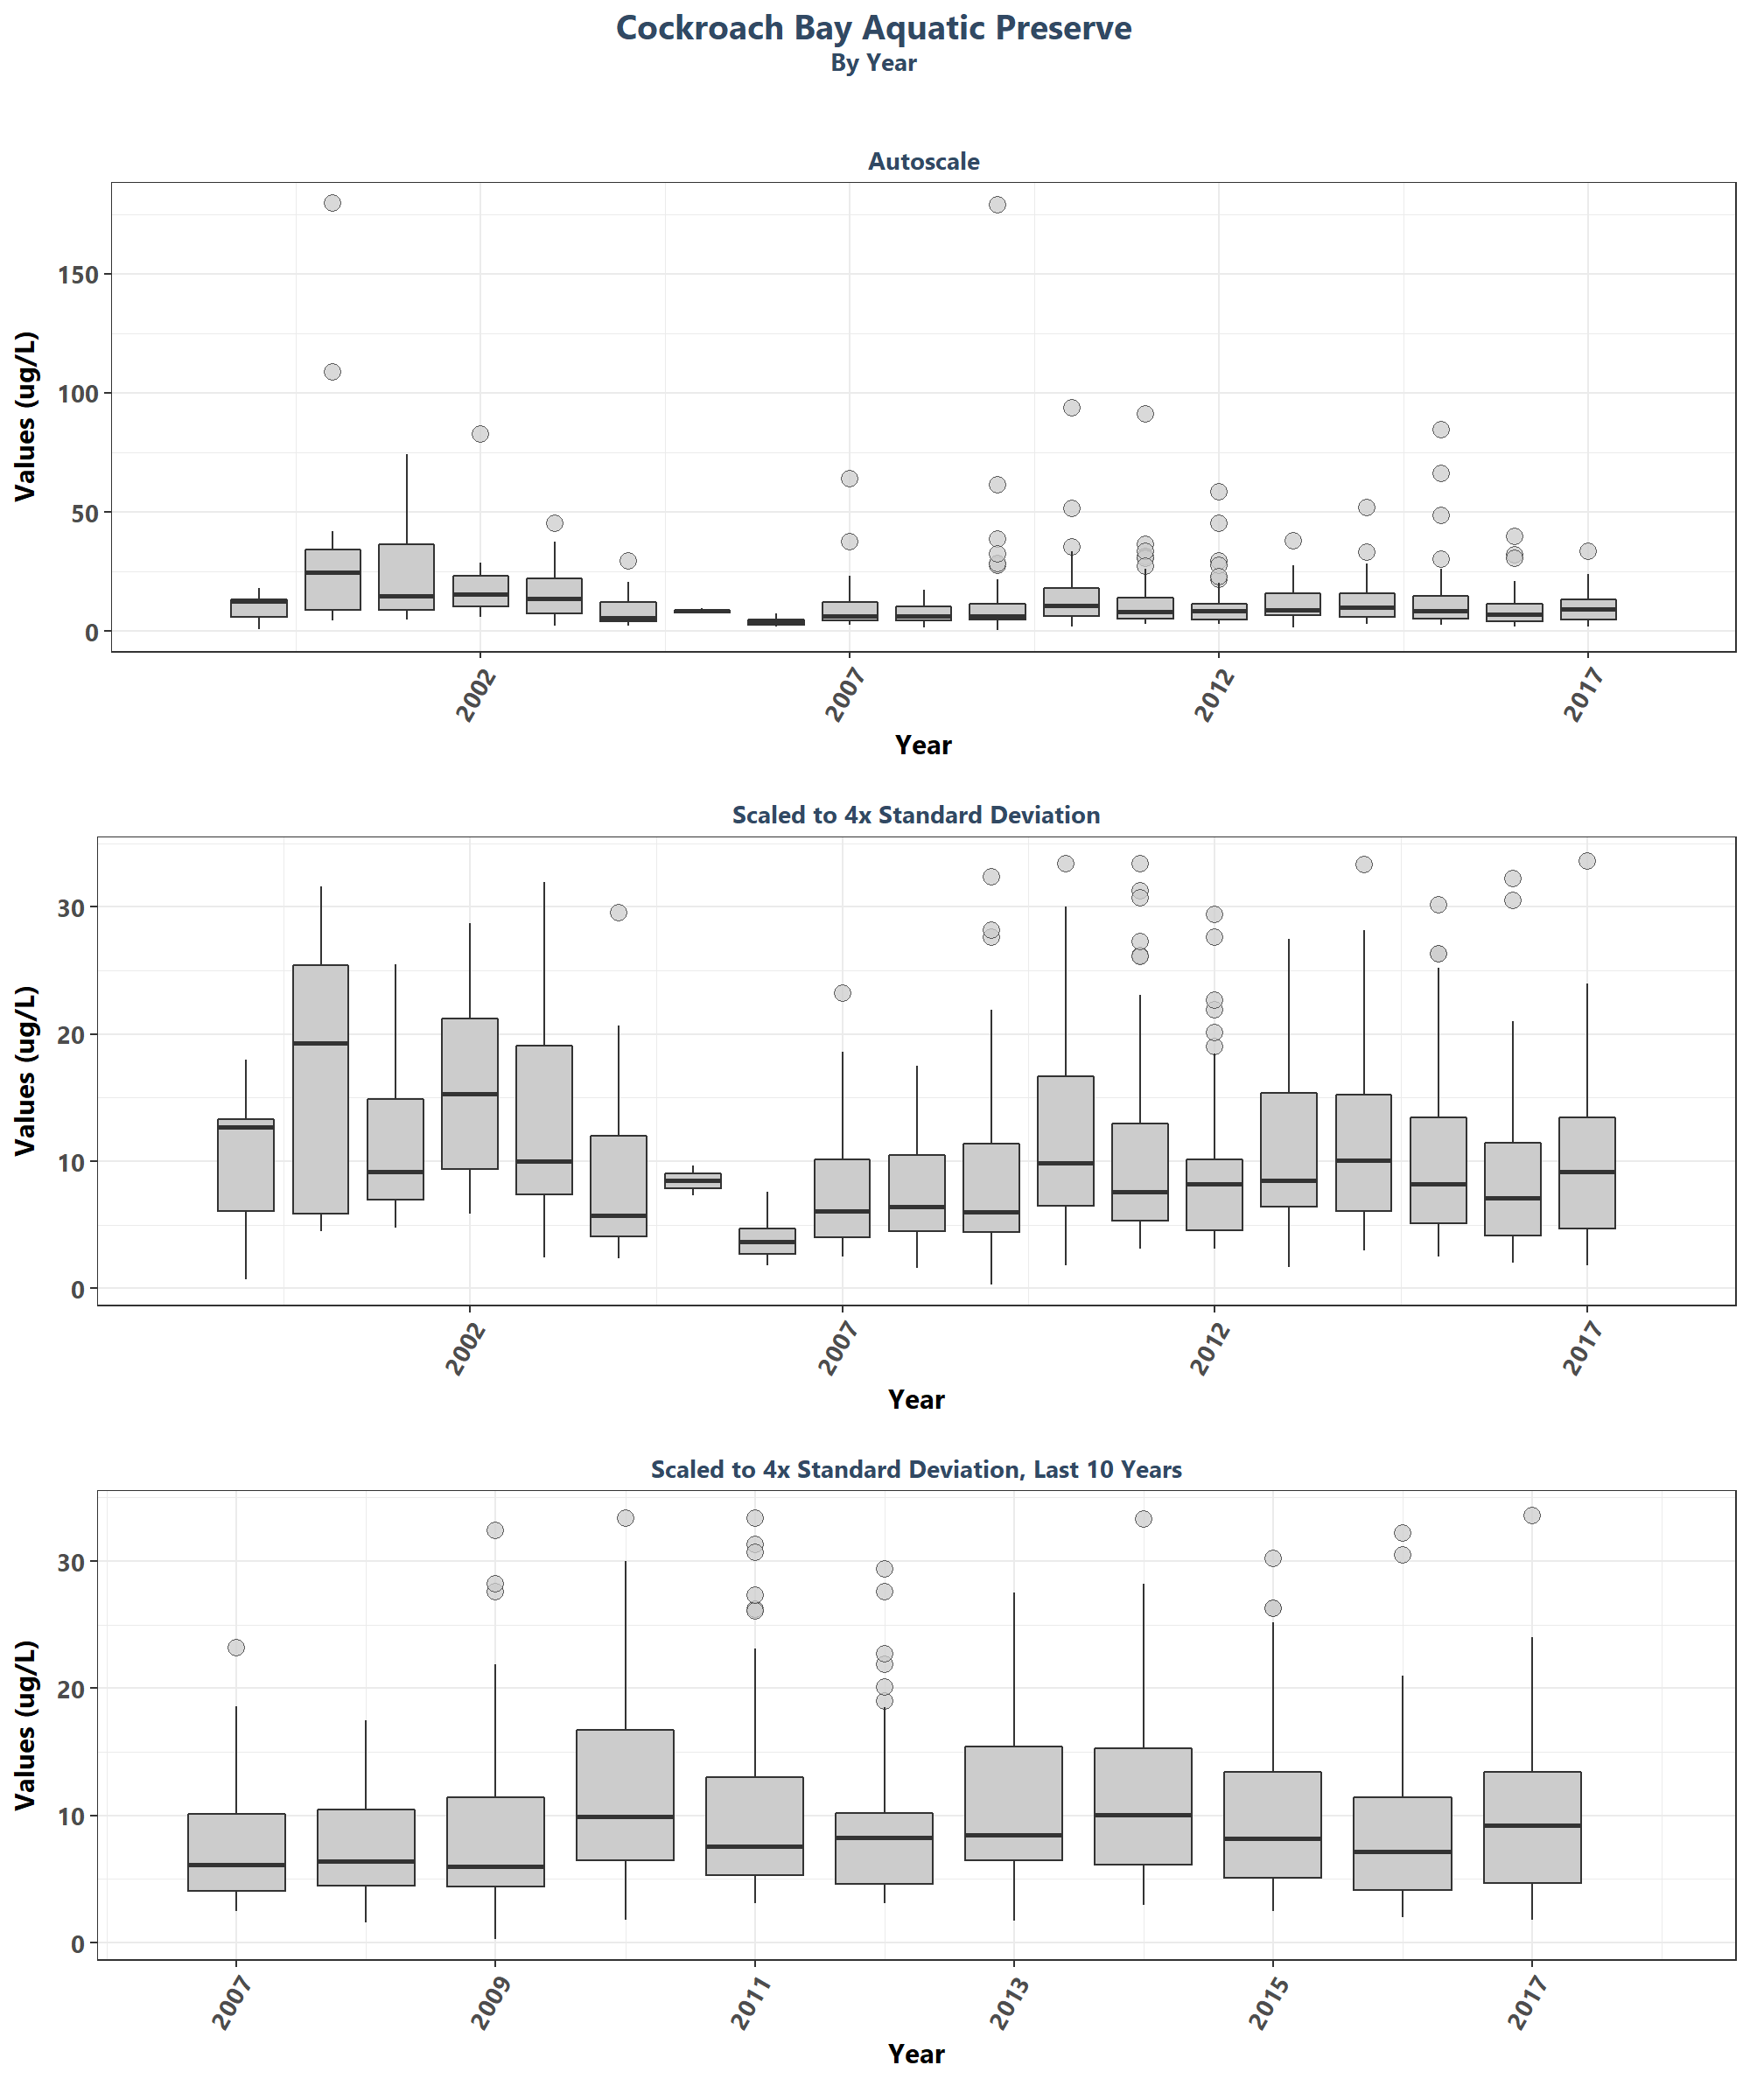 Cockroach Bay Aquatic Preserve
By Year
Autoscale
Values (ug/L)
150
100
50
0
2002
2007
2012
2017
Year
Scaled to 4x Standard Deviation
Values (ug/L)
30
20
10
0
2002
2007
2012
2017
Year
Scaled to 4x Standard Deviation, Last 10 Years
Values (ug/L)
30
20
10
0
2007
2009
2011
2013
2015
2017
Year